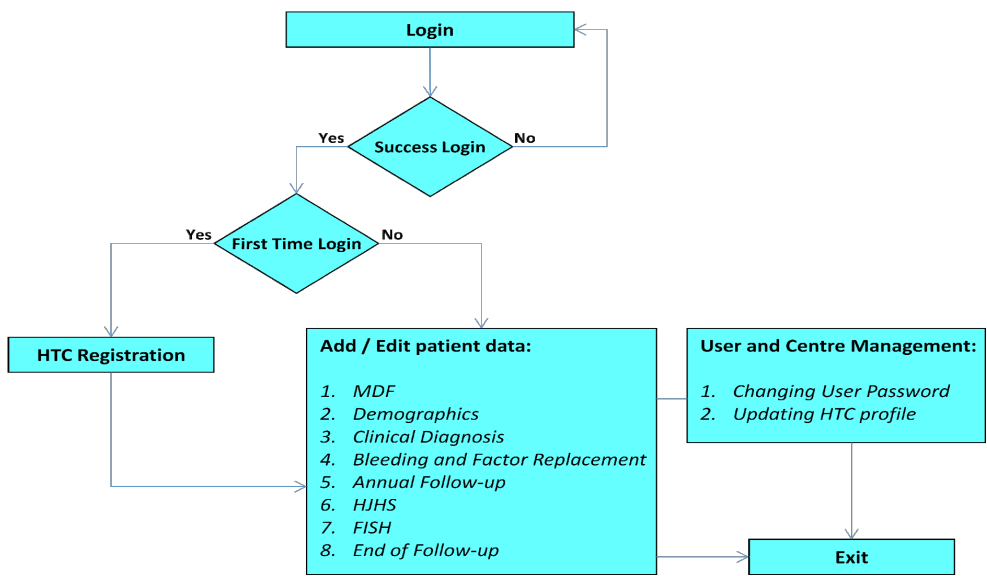 Login
Yes
Success Login
No
Yes
First Time Login
No
HTC Registration
Add / Edit patient data:
1. MDF
2. Demographics
3. Clinical Diagnosis
4. Bleeding and Factor Replacement
5. Annual Follow-up
6. HJHS
7. FISH
8. End of Follow-up
User and Centre Management:
1. Changing User Password
2. Updating HTC profile
Exit